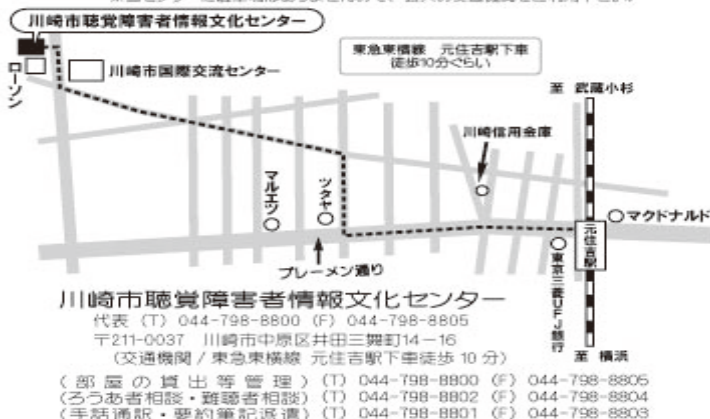 川崎市聴覚障害者情報文化センター
ローソン
川崎市国際交流センター
東急東横線 元住吉駅下車
徒歩10分ぐらい
至 武蔵小杉
川崎信用金庫
マルエツ
ツタヤ
マクドナルド
元住吉駅
ブレーメン通り
東京三菱UFJ銀行
至 横浜
川崎市聴覚障害者情報文化センター
代表 (T) 044-798-8800 (F) 044-798-8805
〒211-0037 川崎市中原区井田三舞町14-16
(交通機関/東急東横線 元住吉駅下車徒歩 10 分)
(部屋の貸出等管理) (T) 044-798-8800 (F) 044-798-8805
(ろうあ者相談・難聴者相談) (T) 044-798-8802 (F) 044-798-8804
(手話通訳・要約筆記派遣) (T) 044-798-8801 (F) 044-798-8803